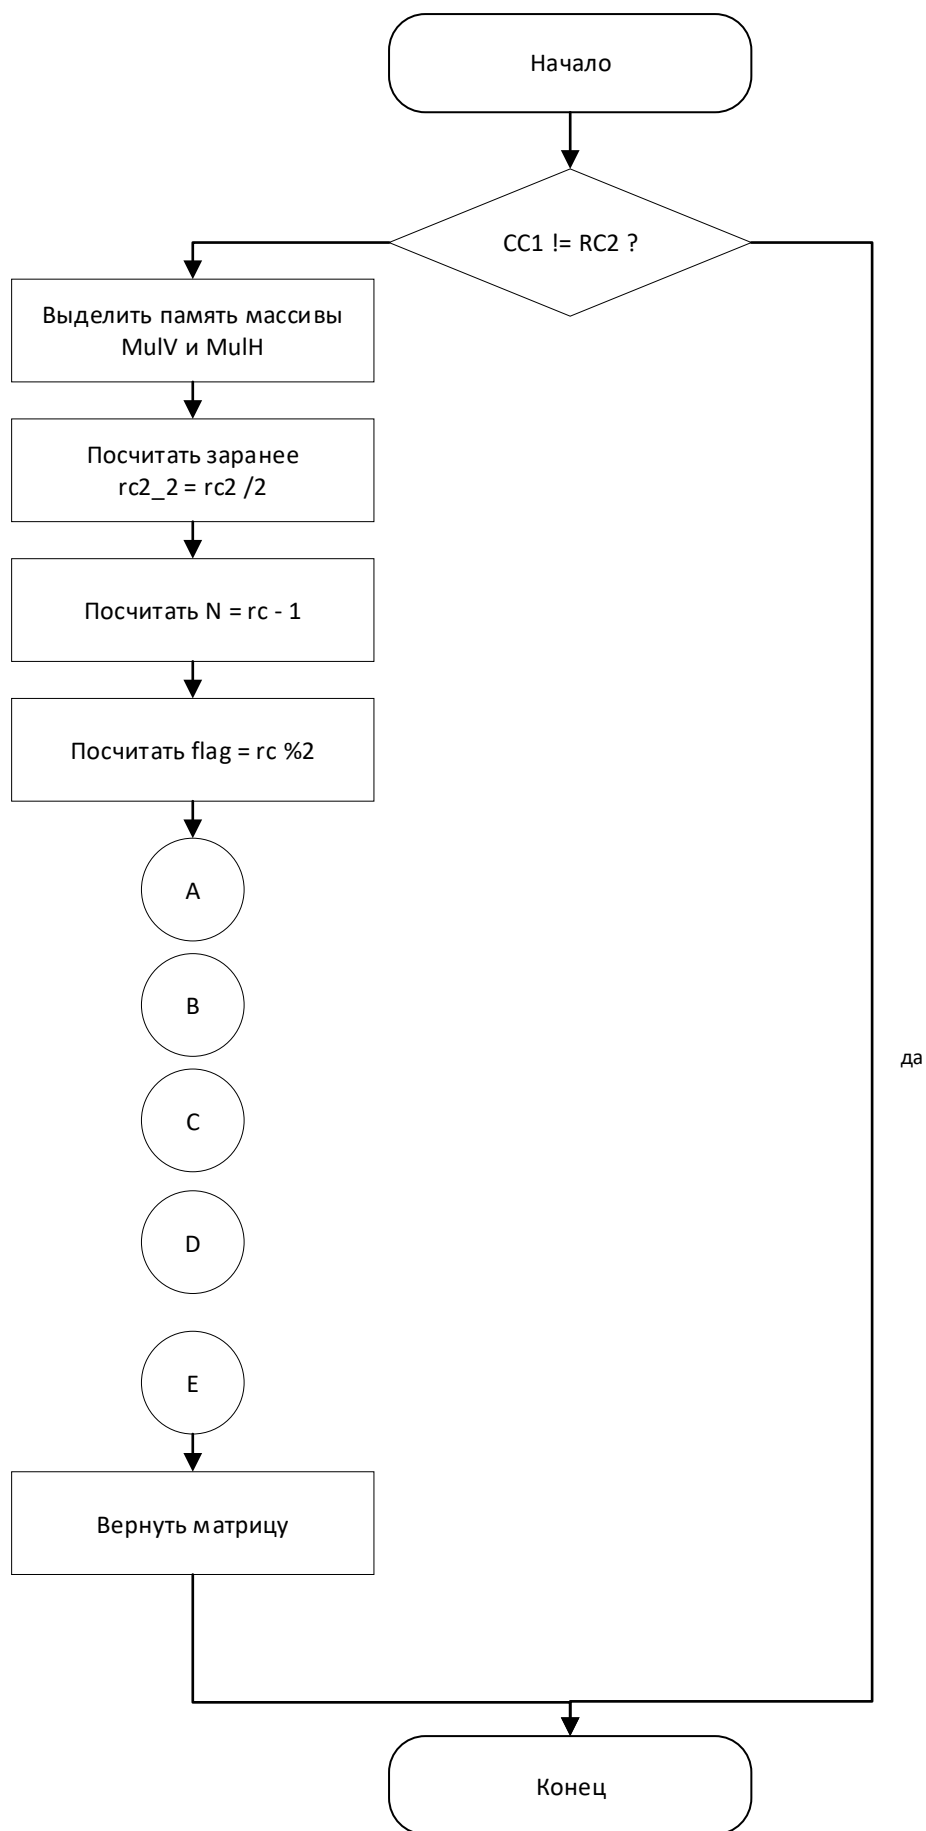 Начало
CC1 != RC2 ?
Выделить память массивы
MulV и MulH
Посчитать заранее
rc2_2 = rc2 /2
Посчитать N = rc - 1
Посчитать flag = rc %2
A
B
C
да
D
E
Вернуть матрицу
Конец